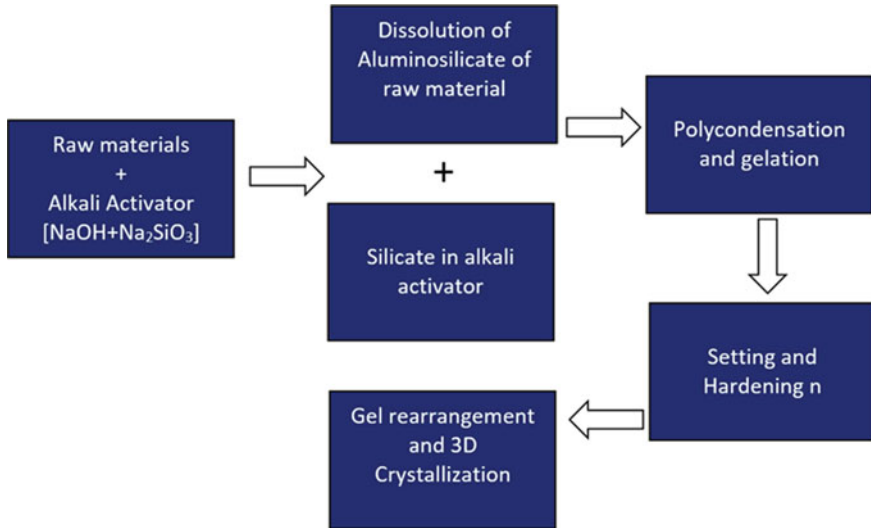 Raw materials
+
Alkali Activator
[NaOH+Na₂SiO₃]
Dissolution of
Aluminosilicate of
raw material
+
Silicate in alkali
activator
Polycondensation
and gelation
Setting and
Hardening n
Gel rearrangement
and 3D
Crystallization